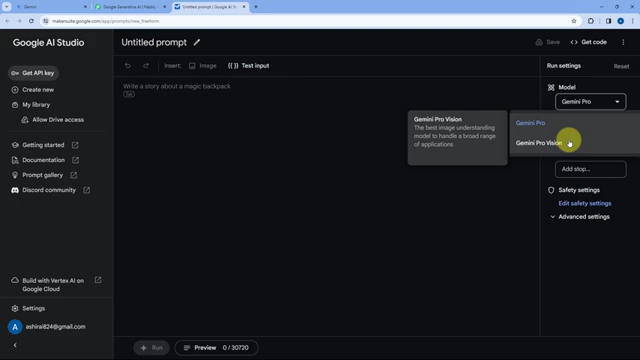 Gemini
Google Generative AI | Public
Untitled prompt | Google AI Stud
makersuite.google.com/app/prompts/new_freeform
Google AI Studio
Untitled prompt
Save
Get code
Insert:
Image
{{ }} Test input
Run settings
Reset
Get API key
Create new
My library
Allow Drive access
Getting started
Documentation
Prompt gallery
Discord community
Write a story about a magic backpack
Tab
Gemini Pro Vision
The best image understanding
model to handle a broad range
of applications
Model
Gemini Pro
Gemini Pro
Gemini Pro Vision
Add stop...
Safety settings
Edit safety settings
Advanced settings
Build with Vertex AI on
Google Cloud
Settings
A
ashirai824@gmail.com
Run
Preview
0 / 30720